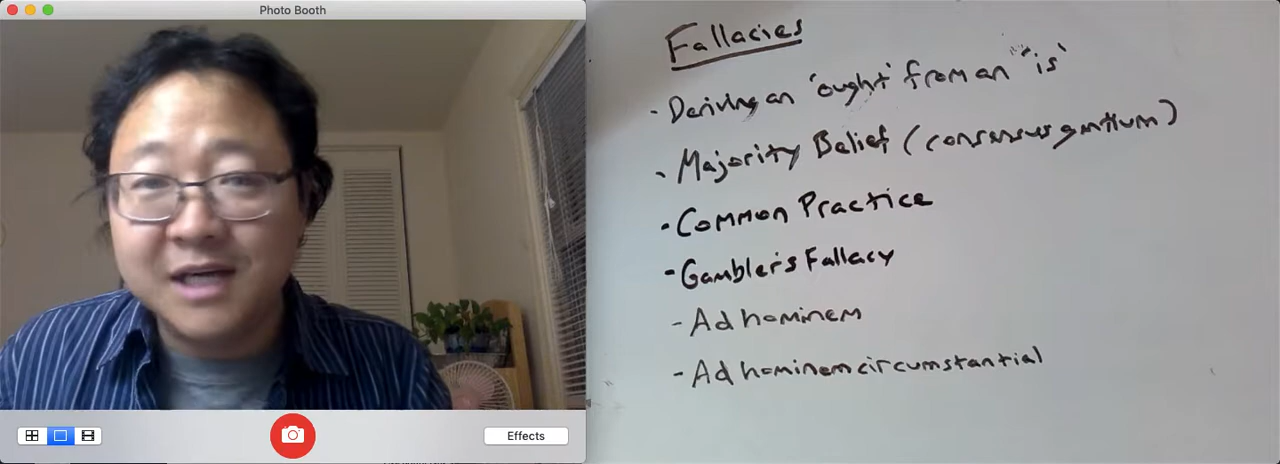 Photo Booth
Effects
Fallacies
- Deriving an 'ought' from an "is'
- Majority Belief (consensus gentium)
- Common Practice
- Gambler's Fallacy
- Ad hominem
- Ad hominem circumstantial